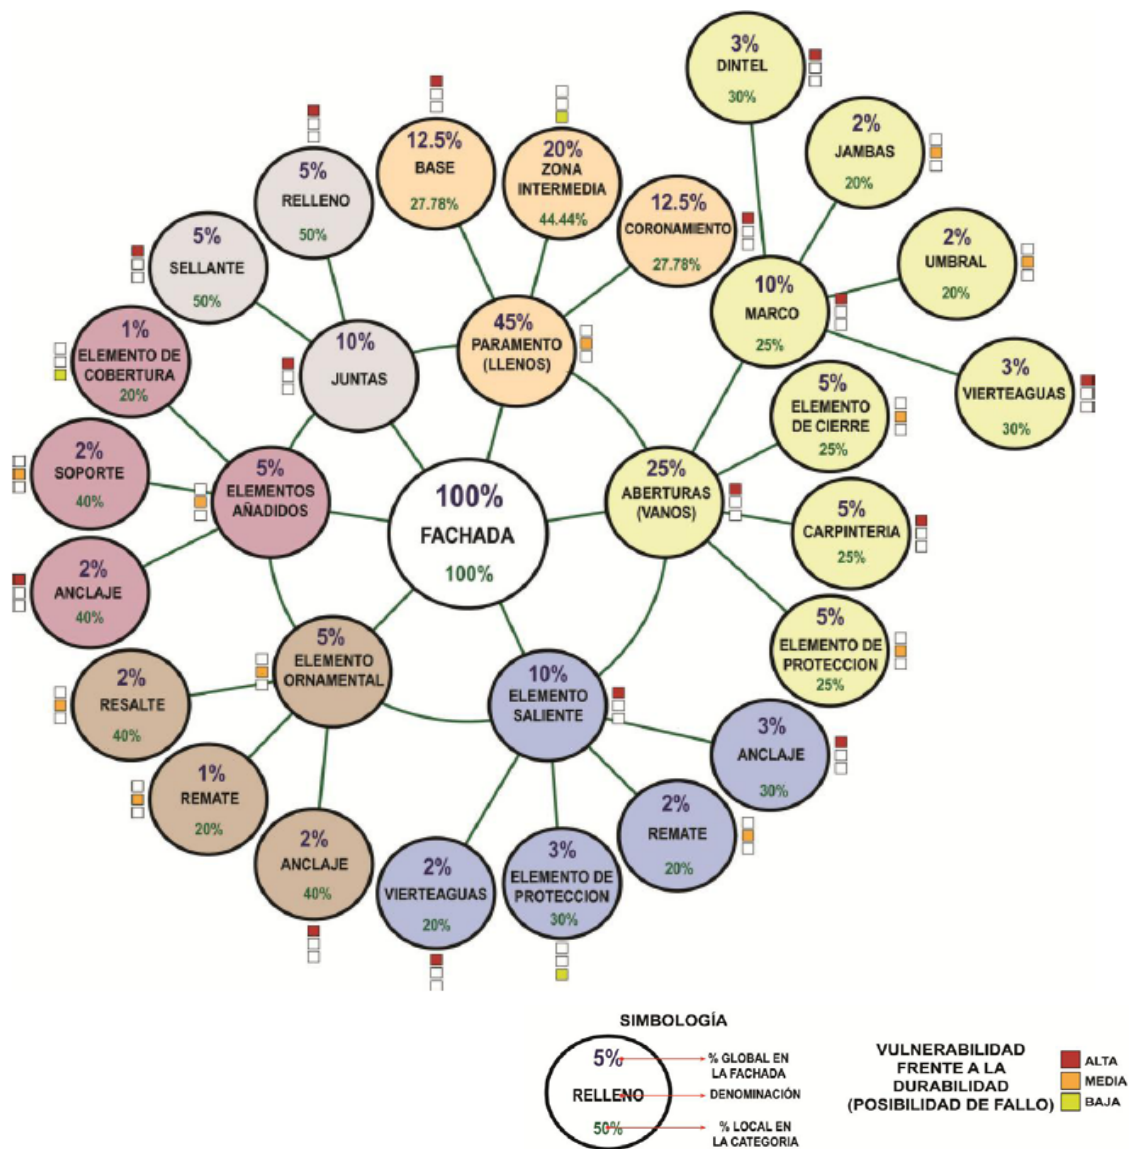 3%
DINTEL
30%
2%
JAMBAS
20%
2%
UMBRAL
20%
3%
VIERTEAGUAS
30%
10%
MARCO
25%
12.5%
BASE
27.78%
20%
ZONA
INTERMEDIA
44.44%
12.5%
CORONAMIENTO
27.78%
5%
RELLENO
50%
5%
SELLANTE
50%
1%
ELEMENTO DE
COBERTURA
20%
10%
JUNTAS
45%
PARAMENTO
(LLENOS)
5%
ELEMENTO
DE CIERRE
25%
2%
SOPORTE
40%
5%
ELEMENTOS
AÑADIDOS
100%
FACHADA
100%
25%
ABERTURAS
(VANOS)
5%
CARPINTERIA
25%
2%
ANCLAJE
40%
5%
ELEMENTO DE
PROTECCION
25%
2%
RESALTE
40%
5%
ELEMENTO
ORNAMENTAL
10%
ELEMENTO
SALIENTE
3%
ANCLAJE
30%
1%
REMATE
20%
2%
ANCLAJE
40%
2%
VIERTEAGUAS
20%
3%
ELEMENTO DE
PROTECCION
30%
2%
REMATE
20%
SIMBOLOGÍA
5%
RELLENO
50%
% GLOBAL EN
LA FACHADA
DENOMINACIÓN
% LOCAL EN
LA CATEGORIA
VULNERABILIDAD
FRENTE A LA
DURABILIDAD
(POSIBILIDAD DE FALLO)
ALTA
MEDIA
BAJA